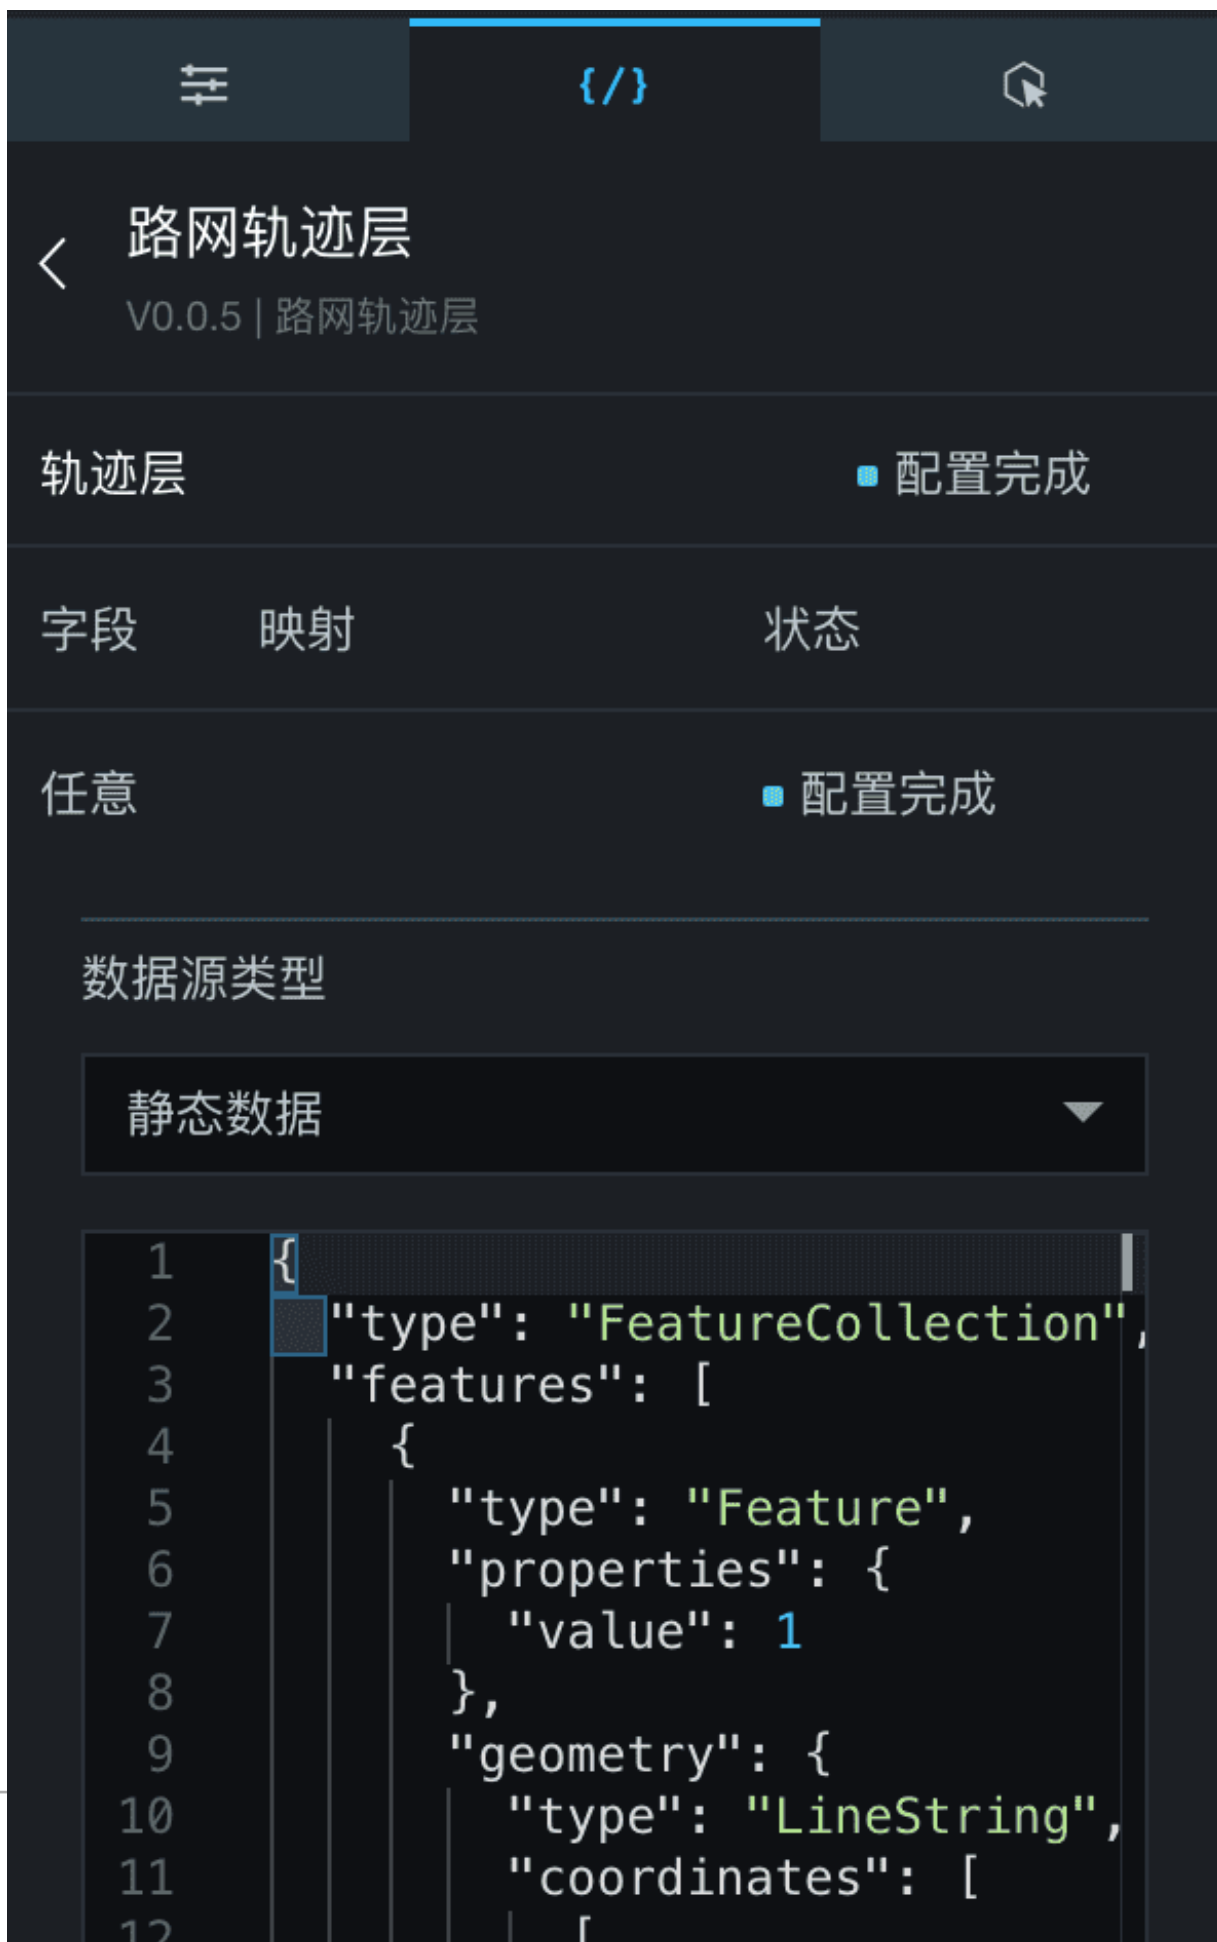 {/}
路网轨迹层
V0.0.5 | 路网轨迹层
轨迹层 配置完成
字段 映射 状态
任意 配置完成
数据源类型
静态数据
1 {
2 "type": "FeatureCollection",
3 "features": [
4 {
5 "type": "Feature",
6 "properties": {
7 "value": 1
8 },
9 "geometry": {
10 "type": "LineString",
11 "coordinates": [
12 [